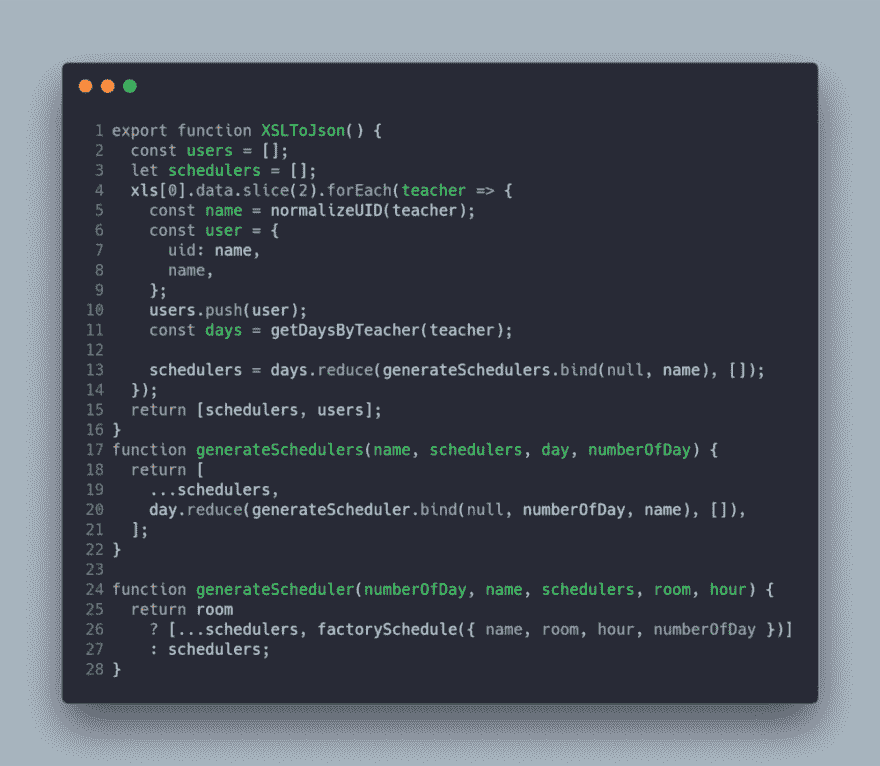 1 export function XSLToJson() {
2   const users = [];
3   let schedulers = [];
4   xls[0].data.slice(2).forEach(teacher => {
5     const name = normalizeUID(teacher);
6     const user = {
7       uid: name,
8       name,
9     };
10     users.push(user);
11     const days = getDaysByTeacher(teacher);
12
13     schedulers = days.reduce(generateSchedulers.bind(null, name), []);
14   });
15   return [schedulers, users];
16 }
17 function generateSchedulers(name, schedulers, day, numberOfDay) {
18   return [
19     ...schedulers,
20     day.reduce(generateScheduler.bind(null, numberOfDay, name), []),
21   ];
22 }
23
24 function generateScheduler(numberOfDay, name, schedulers, room, hour) {
25   return room
26     ? [...schedulers, factorySchedule({ name, room, hour, numberOfDay })]
27     : schedulers;
28 }